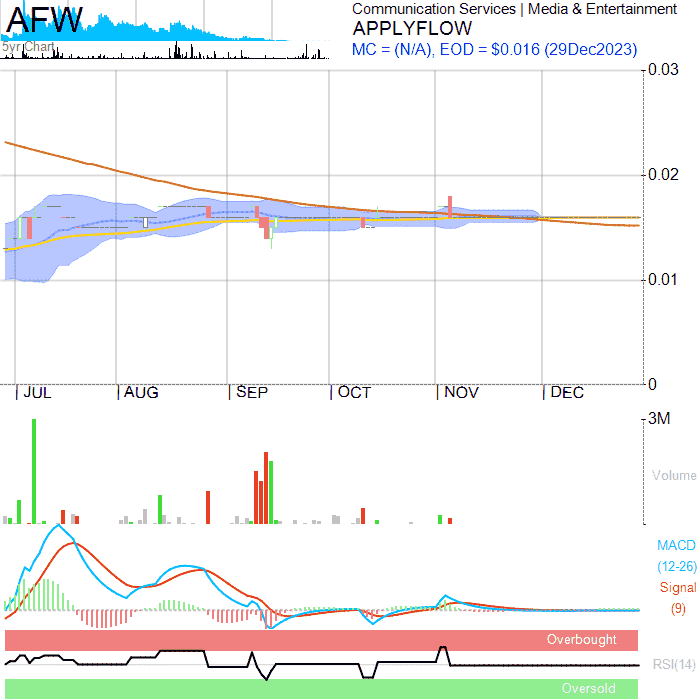 AFW
5yr Chart
Communication Services | Media & Entertainment
APPLYFLOW
MC = (N/A), EOD = $0.016 (29Dec2023)
0.03
0.02
0.01
0
JUL AUG SEP OCT NOV DEC
3M
Volume
MACD
(12-26)
Signal
(9)
Overbought
RSI(14)
Oversold